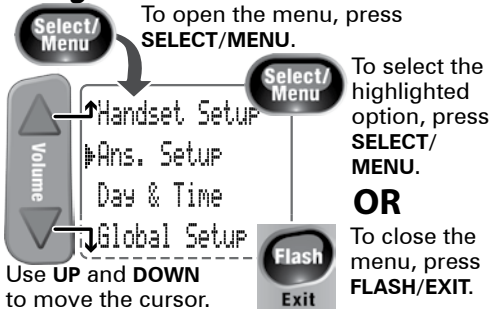 To open the menu, press
SELECT/MENU.
Select/
Menu
Select/
Menu
To select the
highlighted
option, press
SELECT/
MENU.
OR
To close the
menu, press
FLASH/EXIT.
Volume
Handset Setup
Ans. Setup
Day & Time
Global Setup
Flash
Exit
Use UP and DOWN
to move the cursor.